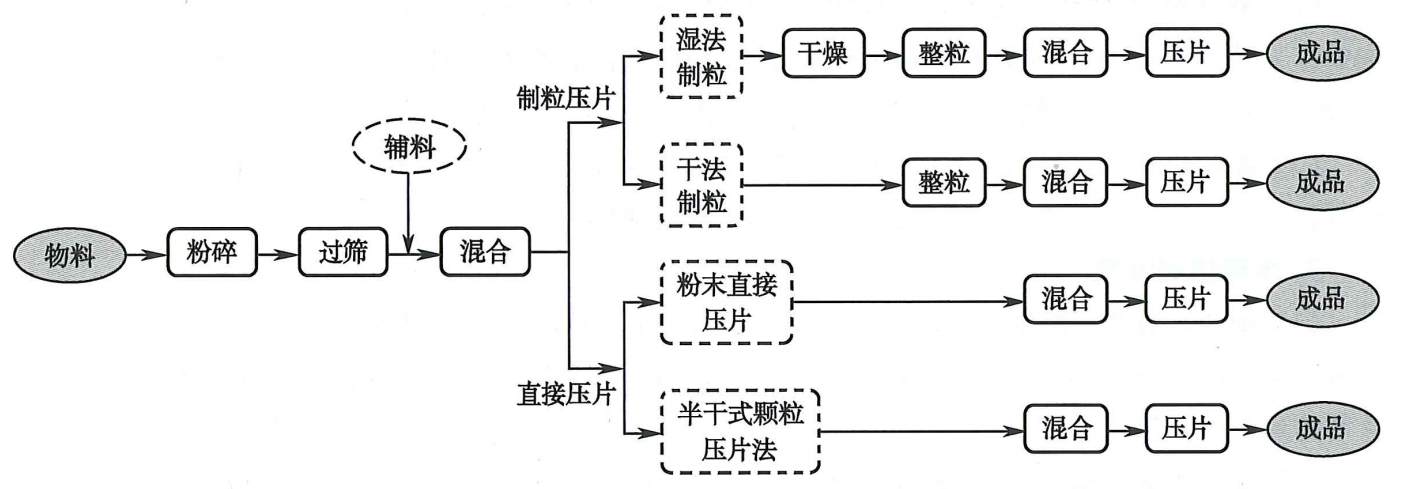 湿法
制粒
干燥
整粒
混合
压片
成品
制粒压片
辅料
干法
制粒
整粒
混合
压片
成品
物料
粉碎
过筛
混合
粉末直接
压片
混合
压片
成品
直接压片
半干式颗粒
压片法
混合
压片
成品